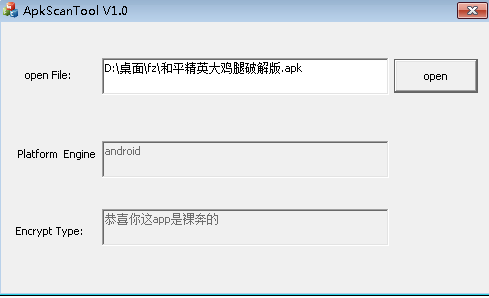 ApkScanTool V1.0
open File:
D:\桌面\fz\和平精英大鸡腿破解版.apk
open
Platform Engine
android
Encrypt Type:
恭喜你这app是裸奔的